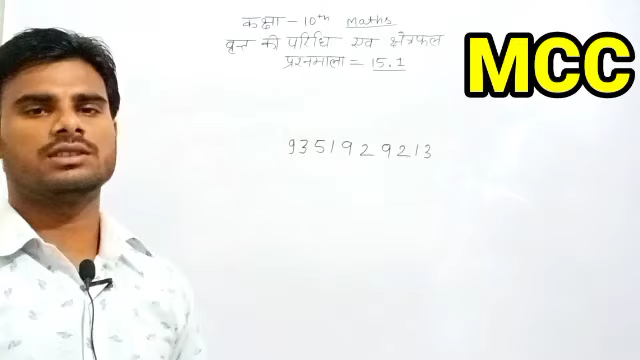 कक्षा - 10th Maths
वृत्त की परिधि एवं क्षेत्रफल
प्रश्नमाला = 15.1
MCC
9351929213